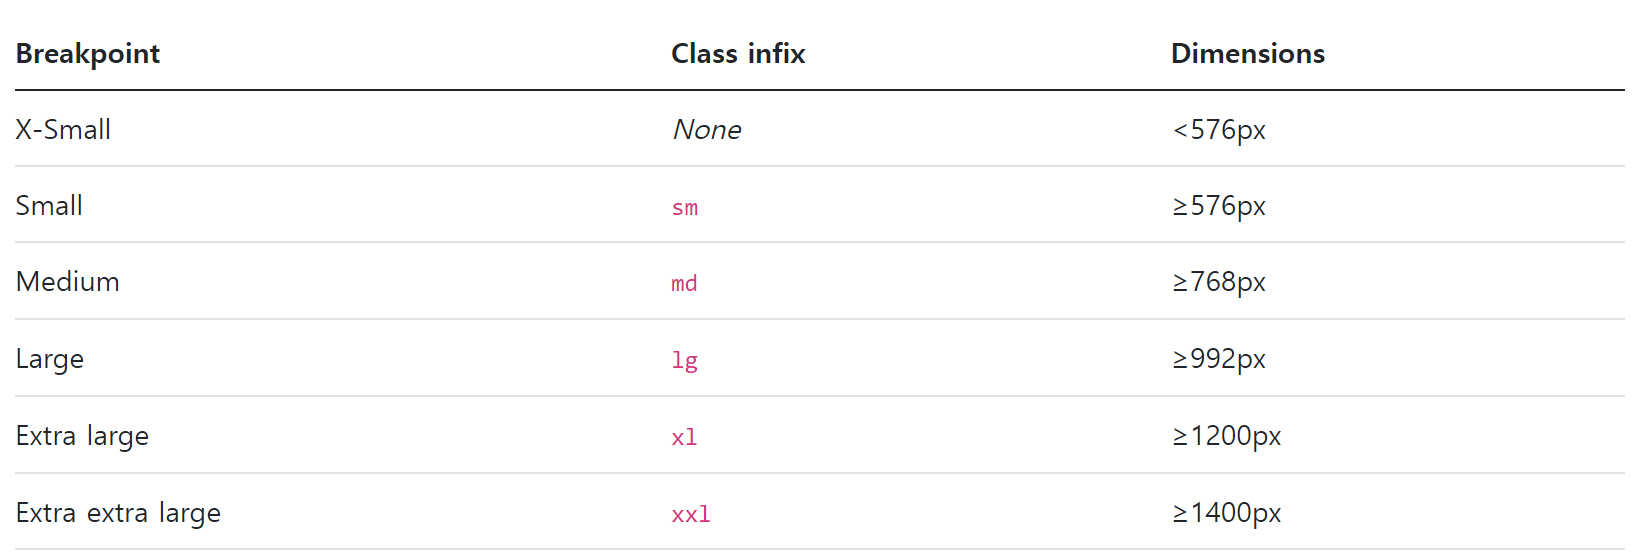 Breakpoint Class infix Dimensions
X-Small None <576px
Small sm ≥576px
Medium md ≥768px
Large lg ≥992px
Extra large xl ≥1200px
Extra extra large xxl ≥1400px